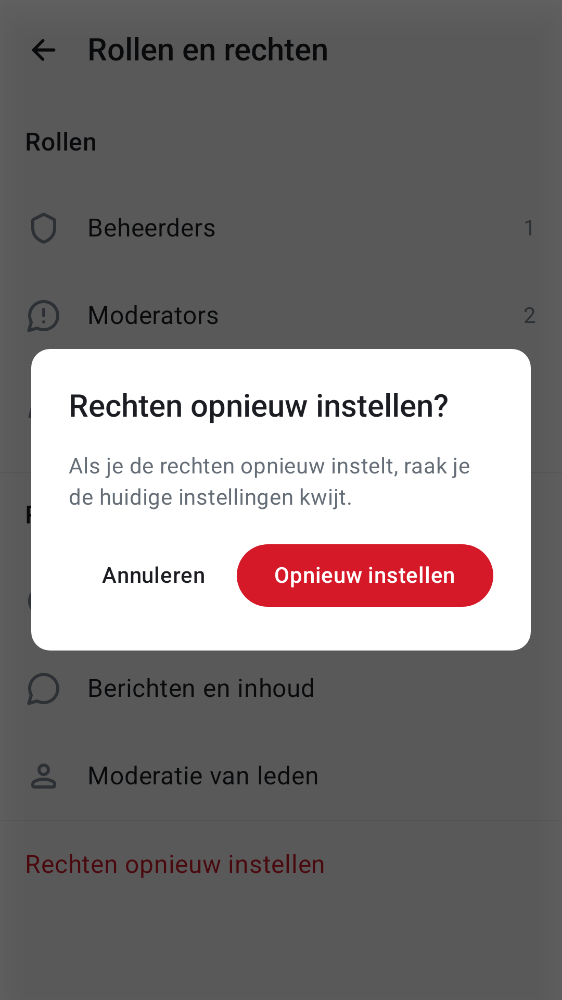 Rollen en rechten
Rollen
Beheerders
1
Moderators
2
Rechten opnieuw instellen?
Als je de rechten opnieuw instelt, raak je
de huidige instellingen kwijt.
Annuleren
Opnieuw instellen
Berichten en inhoud
Moderatie van leden
Rechten opnieuw instellen